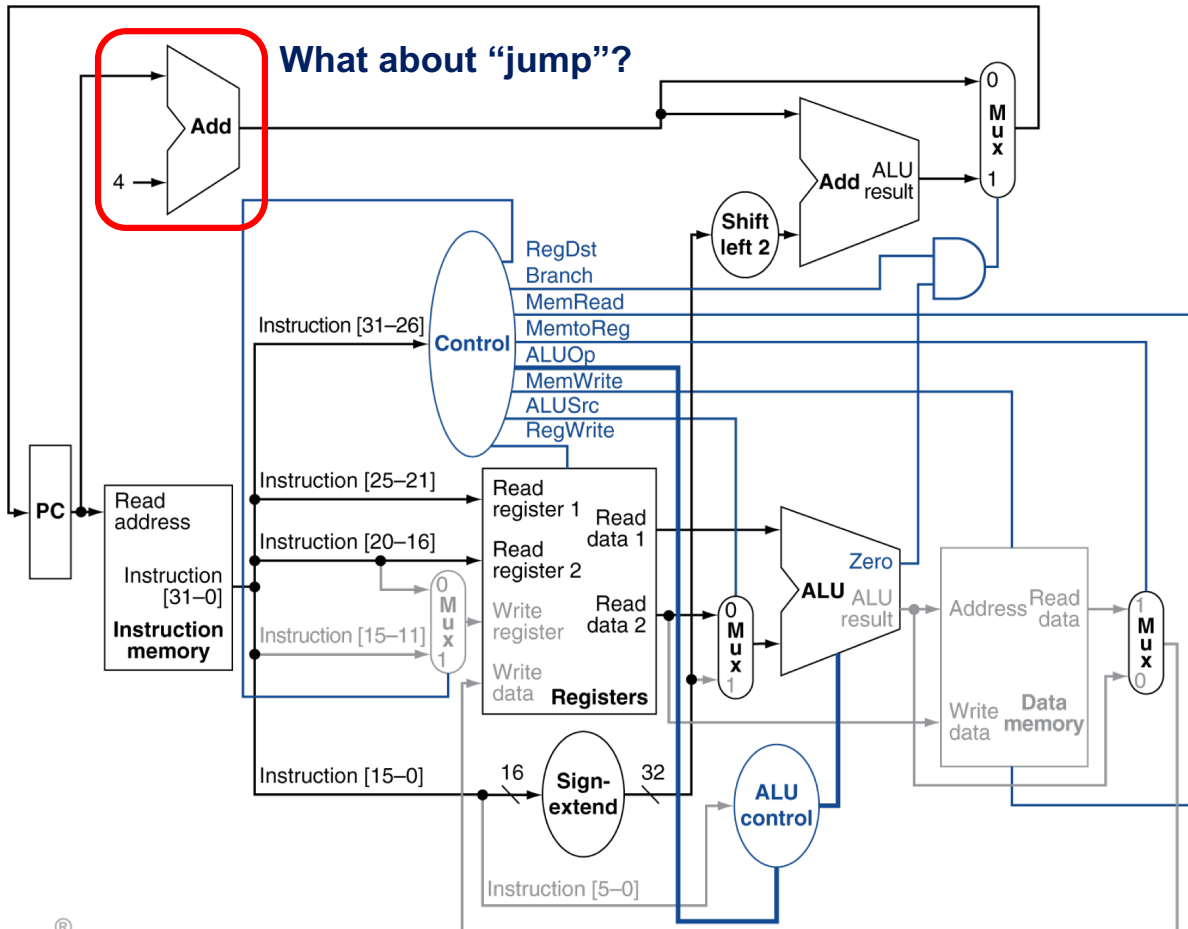 What about “jump”?
Add
4
0
M
u
x
1
Add
ALU
result
Shift
left 2
RegDst
Branch
MemRead
MemtoReg
ALUOp
MemWrite
ALUSrc
RegWrite
Instruction [31–26]
Control
PC
Read
address
Instruction
[31–0]
Instruction
memory
Instruction [25–21]
Instruction [20–16]
Instruction [15–11]
0
M
u
x
1
Read
register 1
Read
register 2
Write
register
Write
data
Read
data 1
Read
data 2
Registers
0
M
u
x
1
Zero
ALU
ALU
result
Address
Read
data
Write
data
Data
memory
1
M
u
x
0
Instruction [15–0]
16
Sign-
extend
32
ALU
control
Instruction [5–0]
®